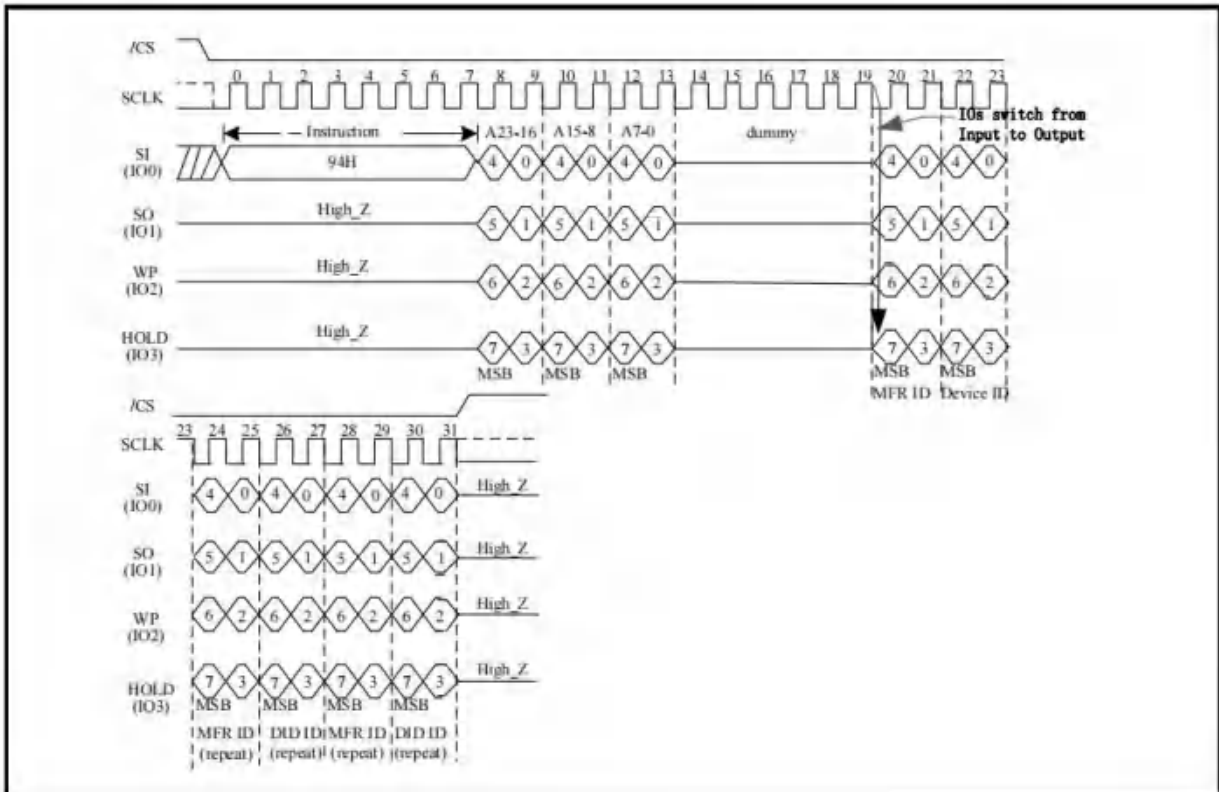 /CS
0 1 2 3 4 5 6 7 8 9 10 11 12 13 14 15 16 17 18 19 20 21 22 23
SCLK
IOs switch from
Input to Output
Instruction A23-16 A15-8 A7-0 dummy
SI
(IO0)
94H 4 0 4 0 4 0 4 0 4 0
SO
(IO1)
High_Z 5 1 5 1 5 1 5 1 5 1
WP
(IO2)
High_Z 6 2 6 2 6 2 6 2 6 2
HOLD
(IO3)
High_Z 7 3 7 3 7 3 7 3 7 3
MSB MSB MSB MSB MSB
MFR ID Device ID
/CS
23 24 25 26 27 28 29 30 31
SCLK
SI
(IO0)
4 0 4 0 4 0 4 0 High_Z
SO
(IO1)
5 1 5 1 5 1 5 1 High_Z
WP
(IO2)
6 2 6 2 6 2 6 2 High_Z
HOLD
(IO3)
7 3 7 3 7 3 7 3 High_Z
MSB MSB MSB MSB
MFR ID DID ID MFR ID DID ID
(repeat) (repeat) (repeat) (repeat)